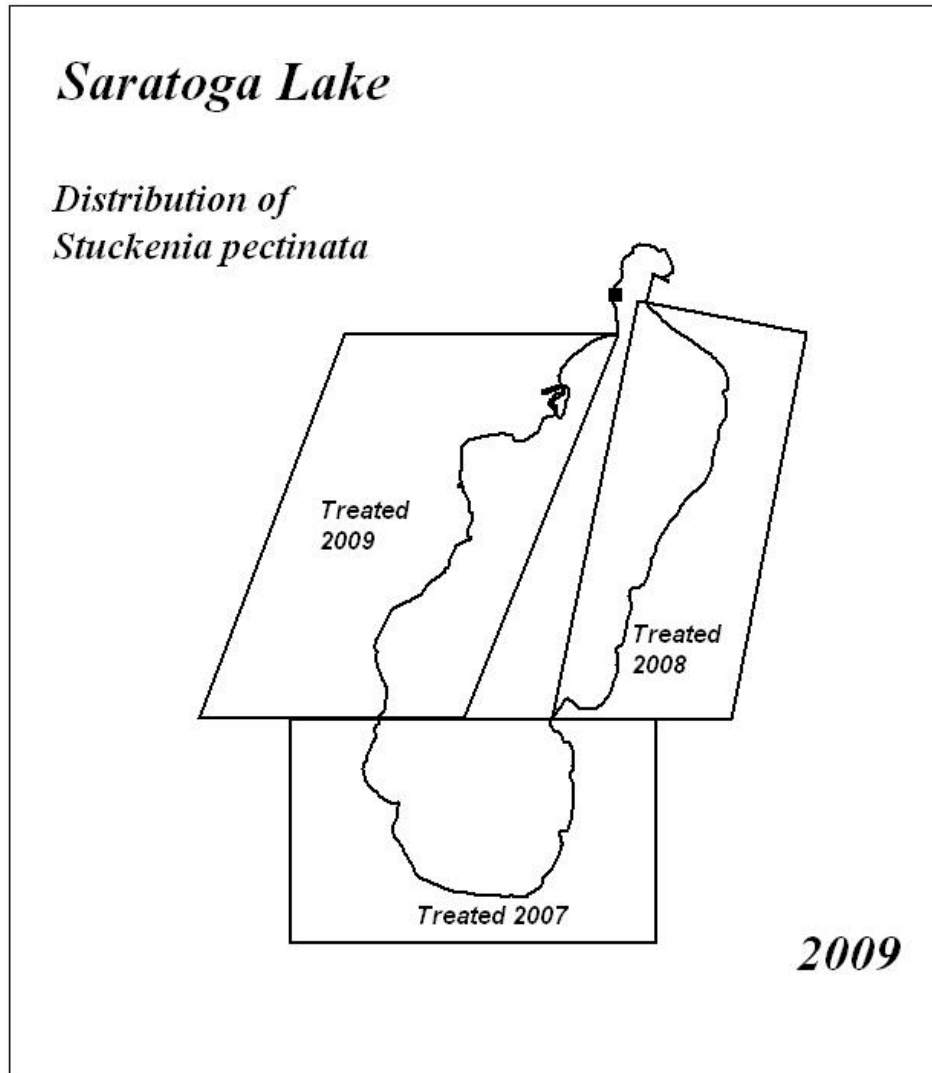 Saratoga Lake
Distribution of
Stuckenia pectinata
Treated
2009
Treated
2008
Treated 2007
2009